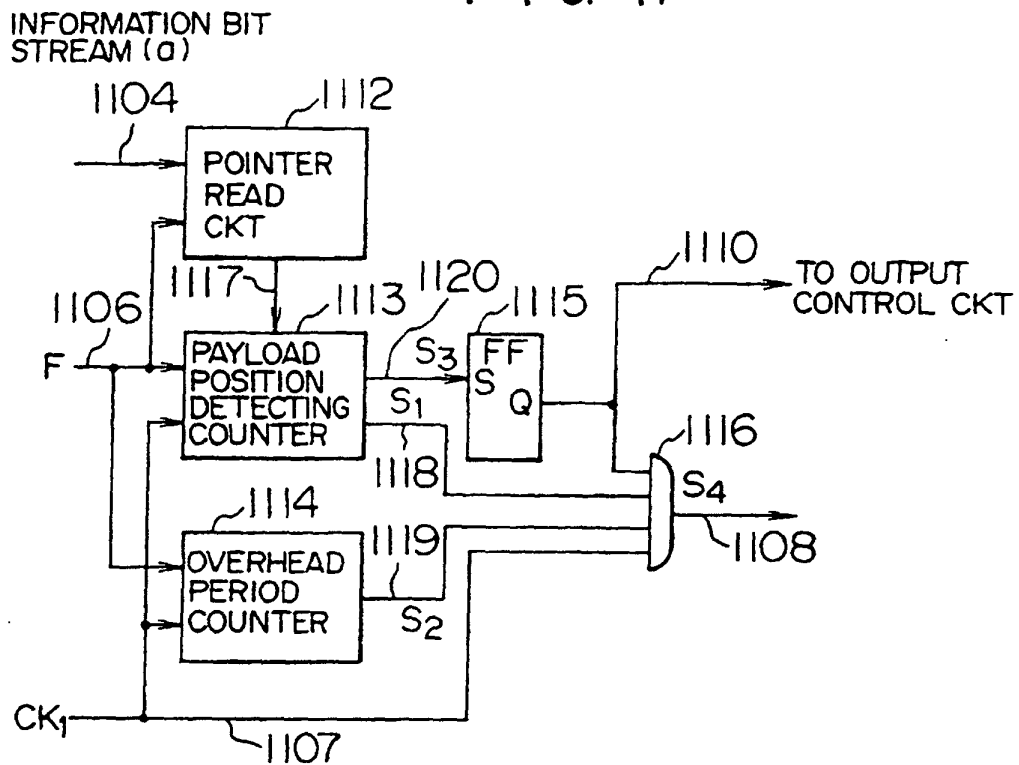 INFORMATION BIT
STREAM (a)
1104
1112
POINTER
READ
CKT
1110
TO OUTPUT
CONTROL CKT
1117
1106
1113
1120
1115
F
PAYLOAD
POSITION
DETECTING
COUNTER
S3
FF
S
Q
S1
1118
1116
S4
1108
1114
1119
OVERHEAD
PERIOD
COUNTER
S2
CK1
1107